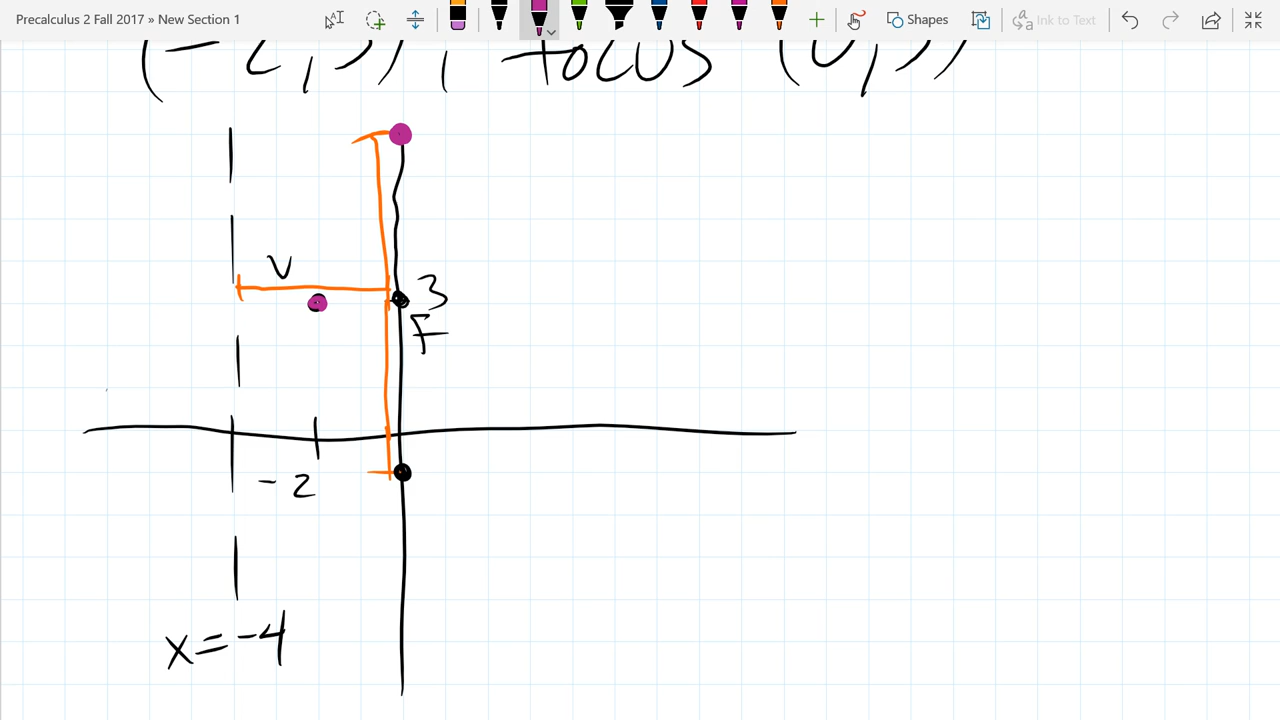 Precalculus 2 Fall 2017 » New Section 1
Shapes
Ink to Text
(-2, 3), focus (0, 3)
V
3
F
-2
x=-4